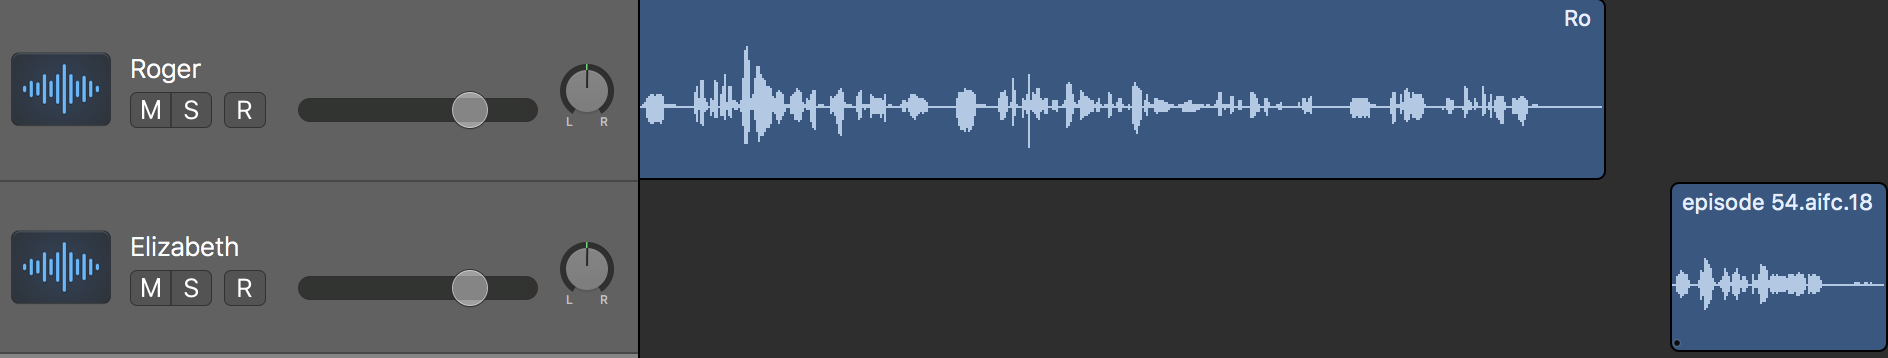 Roger
M S R
L R
Ro
Elizabeth
M S R
L R
episode 54.aifc.18